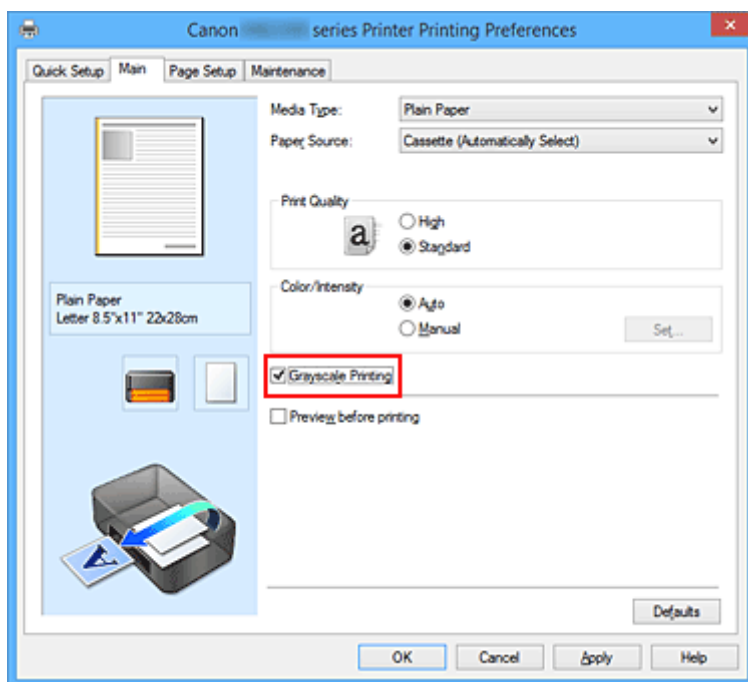 Canon series Printer Printing Preferences
Quick Setup Main Page Setup Maintenance
Media Type: Plain Paper
Paper Source: Cassette (Automatically Select)
Print Quality
a
High
Standard
Color/Intensity
Auto
Manual
Set...
Plain Paper
Letter 8.5"x11" 22x28cm
Grayscale Printing
Preview before printing
A
Defaults
OK Cancel Apply Help